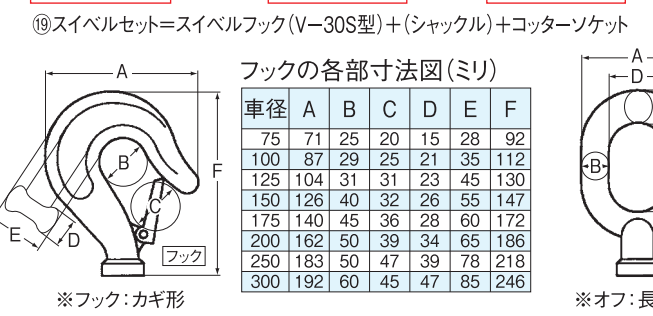 ⑲スイベルセット＝スイベルフック（V－30S型）＋（シャックル）＋コッターソケット
フックの各部寸法図（ミリ）
車径 A B C D E F
75 71 25 20 15 28 92
100 87 29 25 21 35 112
125 104 31 31 23 45 130
150 126 40 32 26 55 147
175 140 45 36 28 60 172
200 162 50 39 34 65 186
250 183 50 47 39 78 218
300 192 60 45 47 85 246
A
B
C
D
E
F
フック
※フック：カギ形
A
D
B
※オフ：長